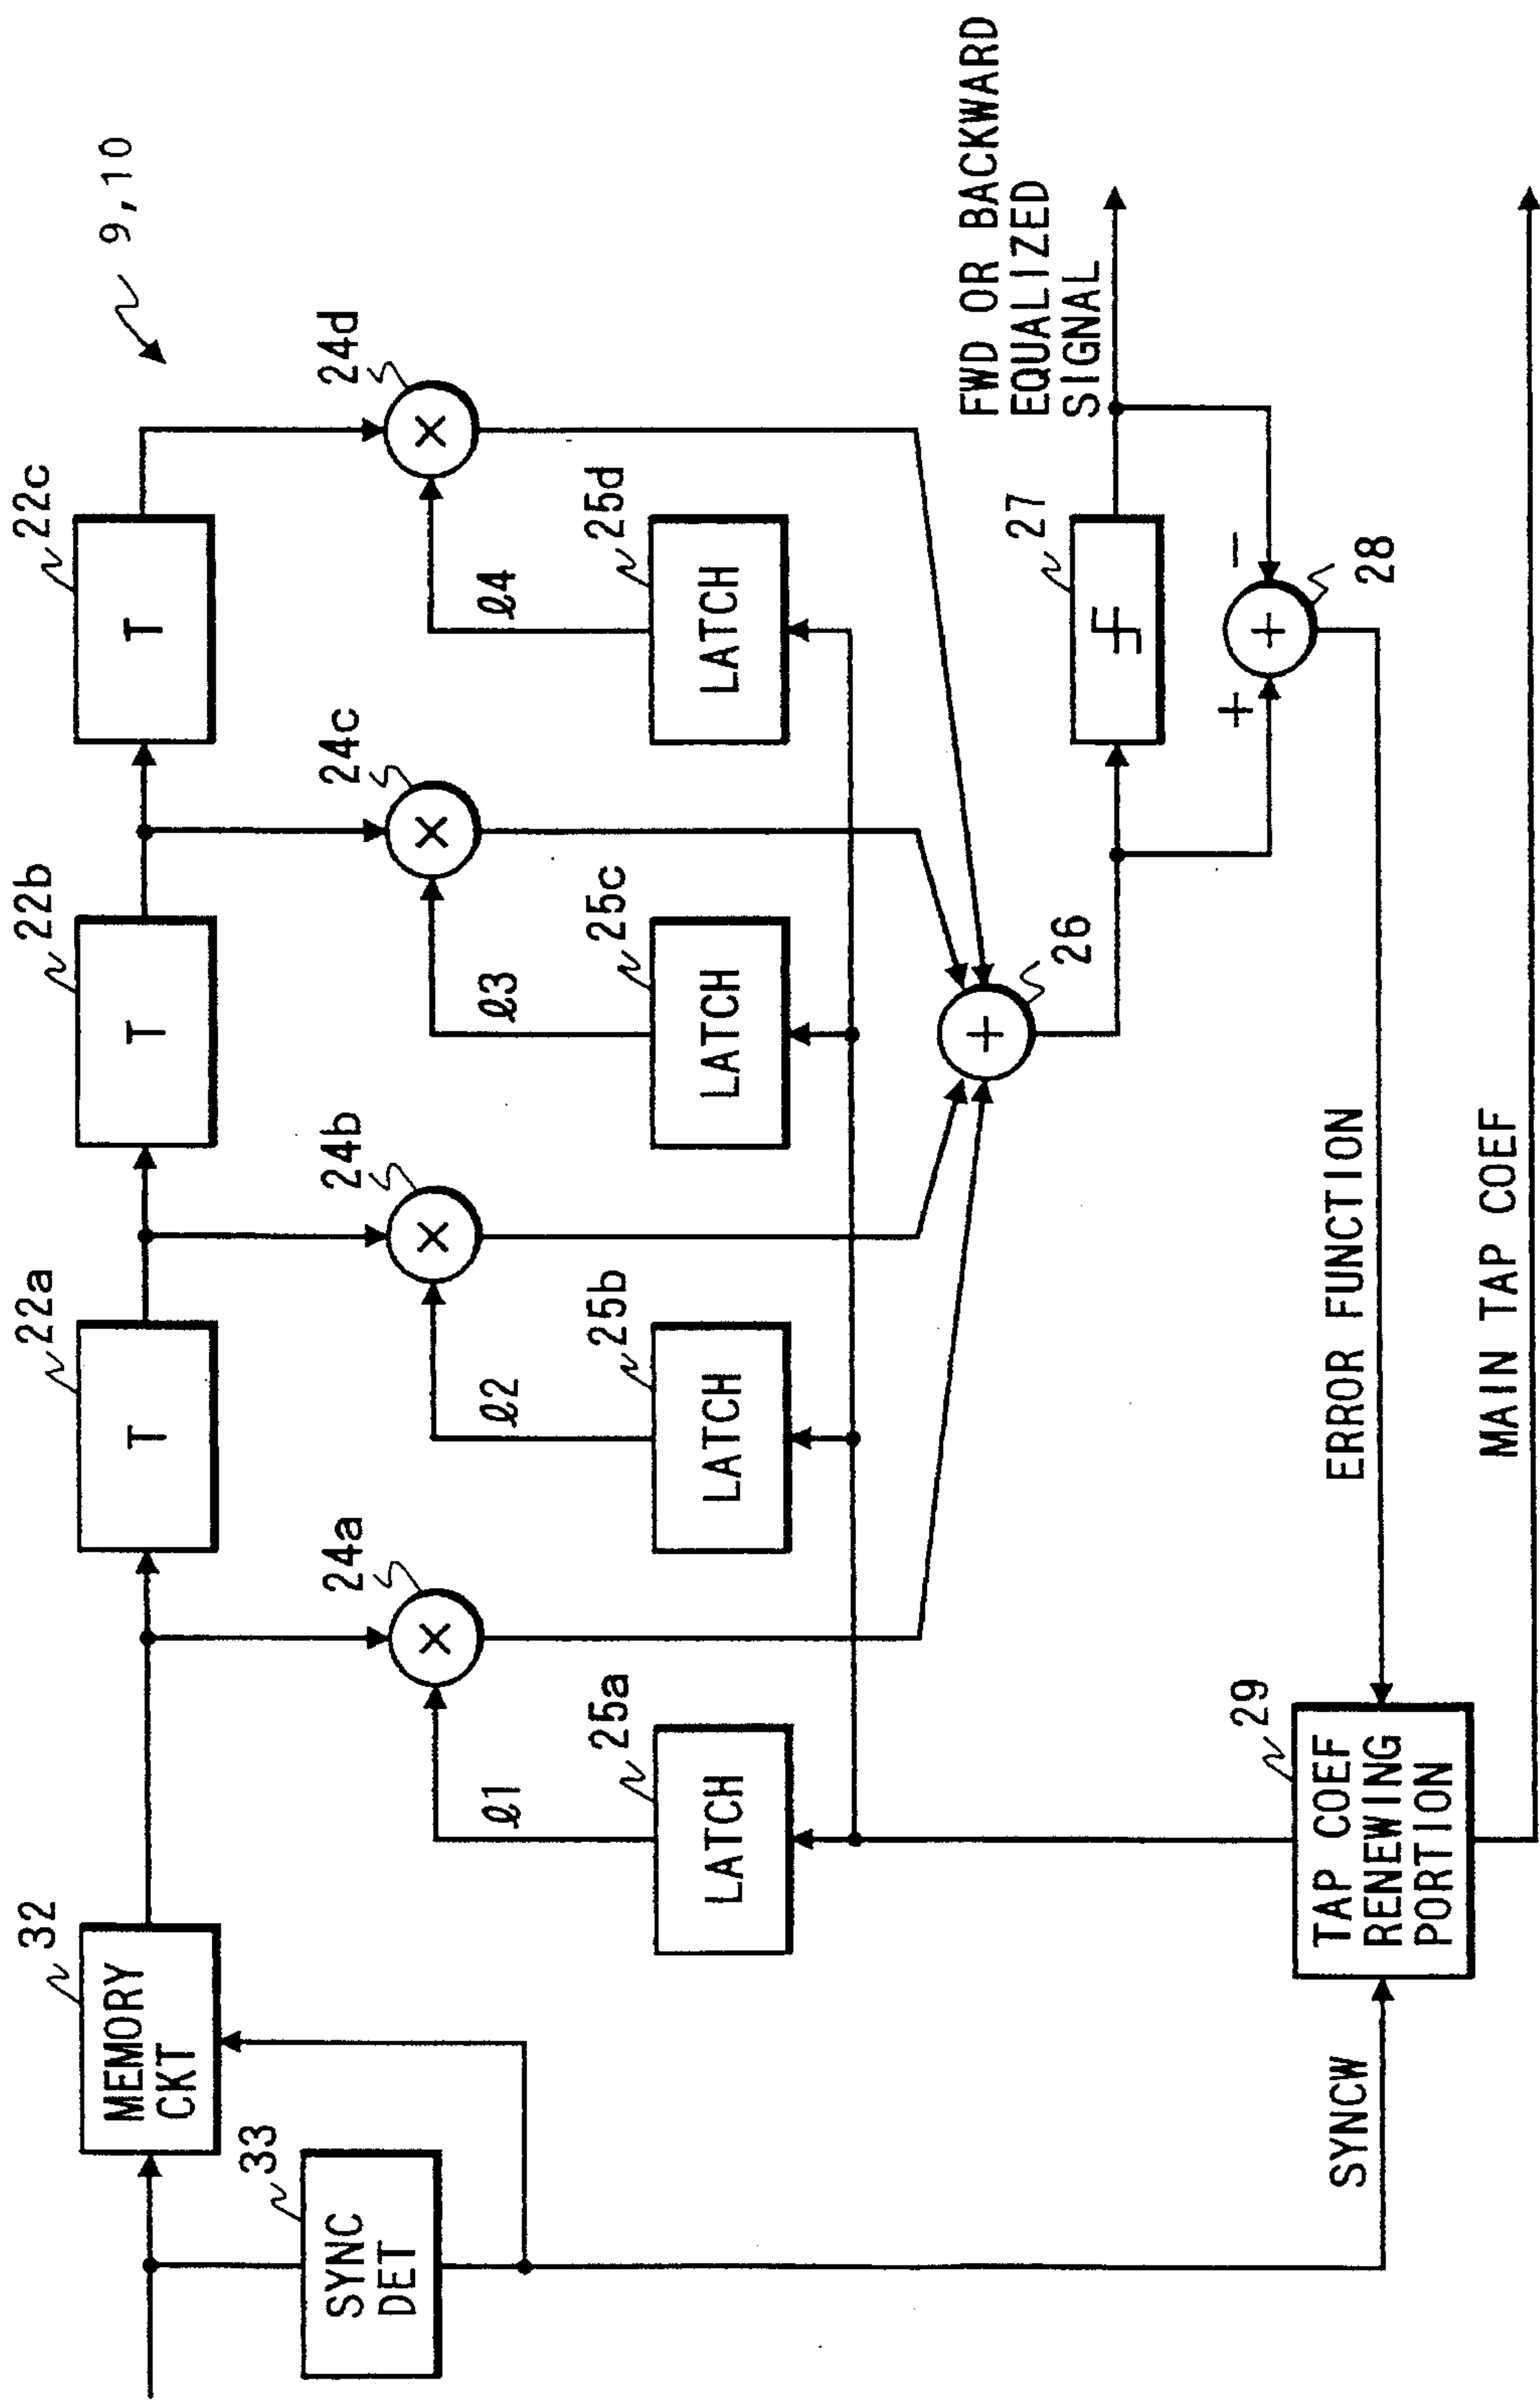 9,10
22a
22b
22c
T
T
T
32
MEMORY
CKT
33
SYNC
DET
24a
24b
24c
24d
×
×
×
×
ℓ1
ℓ2
ℓ3
ℓ4
25a
25b
25c
25d
LATCH
LATCH
LATCH
LATCH
26
+
27
FWD OR BACKWARD
EQUALIZED
SIGNAL
+
−
+
28
29
TAP COEF
RENEWING
PORTION
SYNCW
ERROR FUNCTION
MAIN TAP COEF